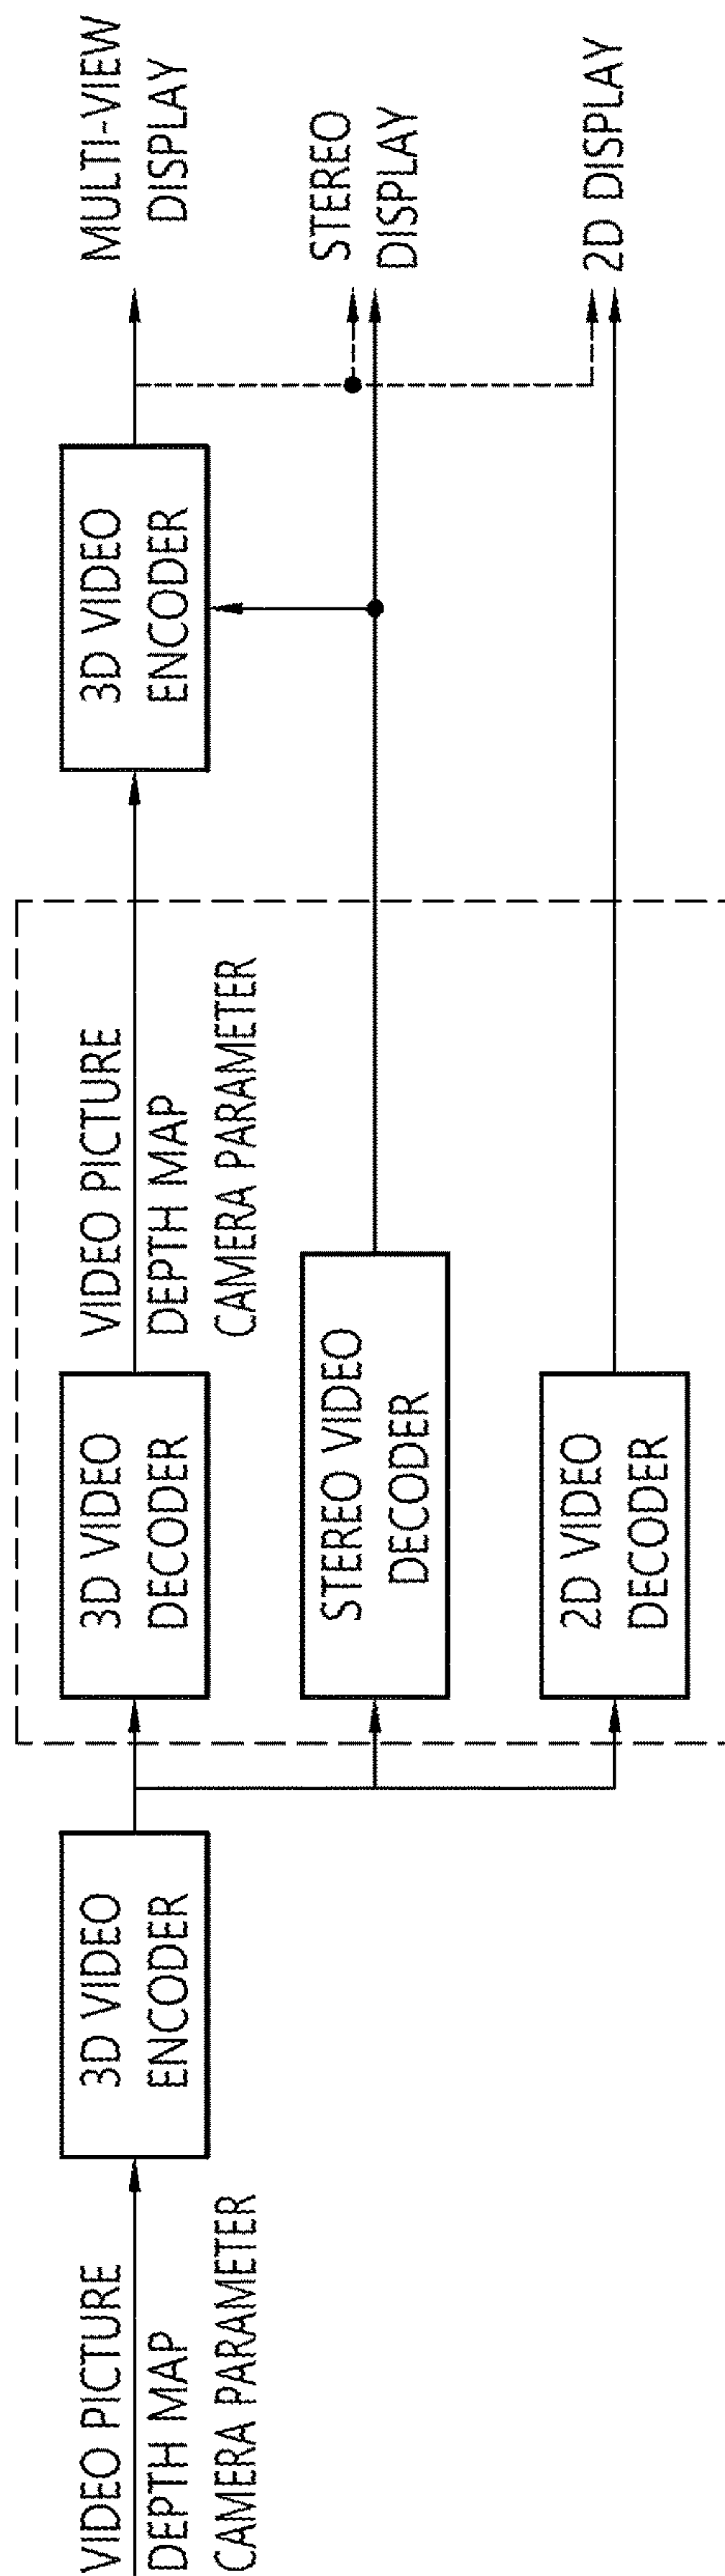 VIDEO PICTURE
DEPTH MAP
CAMERA PARAMETER
3D VIDEO
ENCODER
3D VIDEO
DECODER
VIDEO PICTURE
DEPTH MAP
CAMERA PARAMETER
3D VIDEO
ENCODER
MULTI-VIEW
DISPLAY
STEREO VIDEO
DECODER
STEREO
DISPLAY
2D VIDEO
DECODER
2D DISPLAY